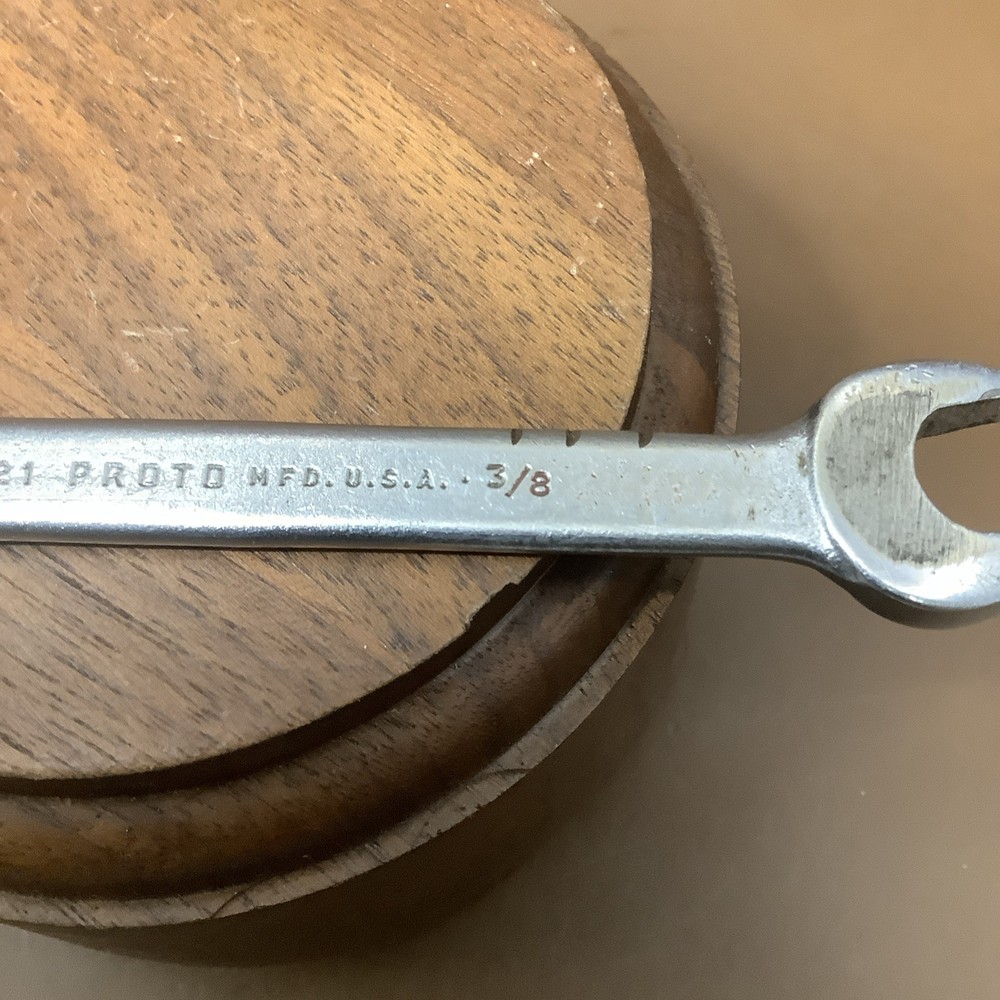 21 PROTO MFD. U.S.A. · 3/8